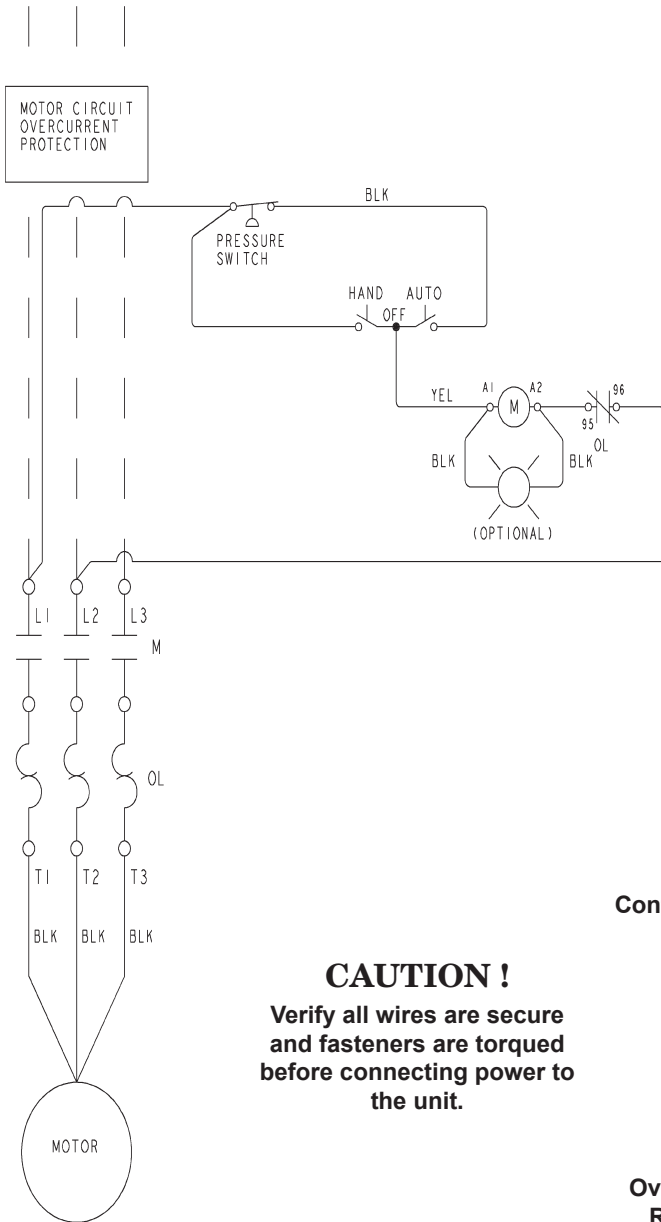 MOTOR CIRCUIT
OVERCURRENT
PROTECTION
BLK
PRESSURE
SWITCH
HAND AUTO
OFF
YEL A1 M A2 95 96
OL
BLK BLK
(OPTIONAL)
L1 L2 L3
M
OL
T1 T2 T3
BLK BLK BLK
MOTOR
CAUTION !
Verify all wires are secure
and fasteners are torqued
before connecting power to
the unit.
Con
Ov
R